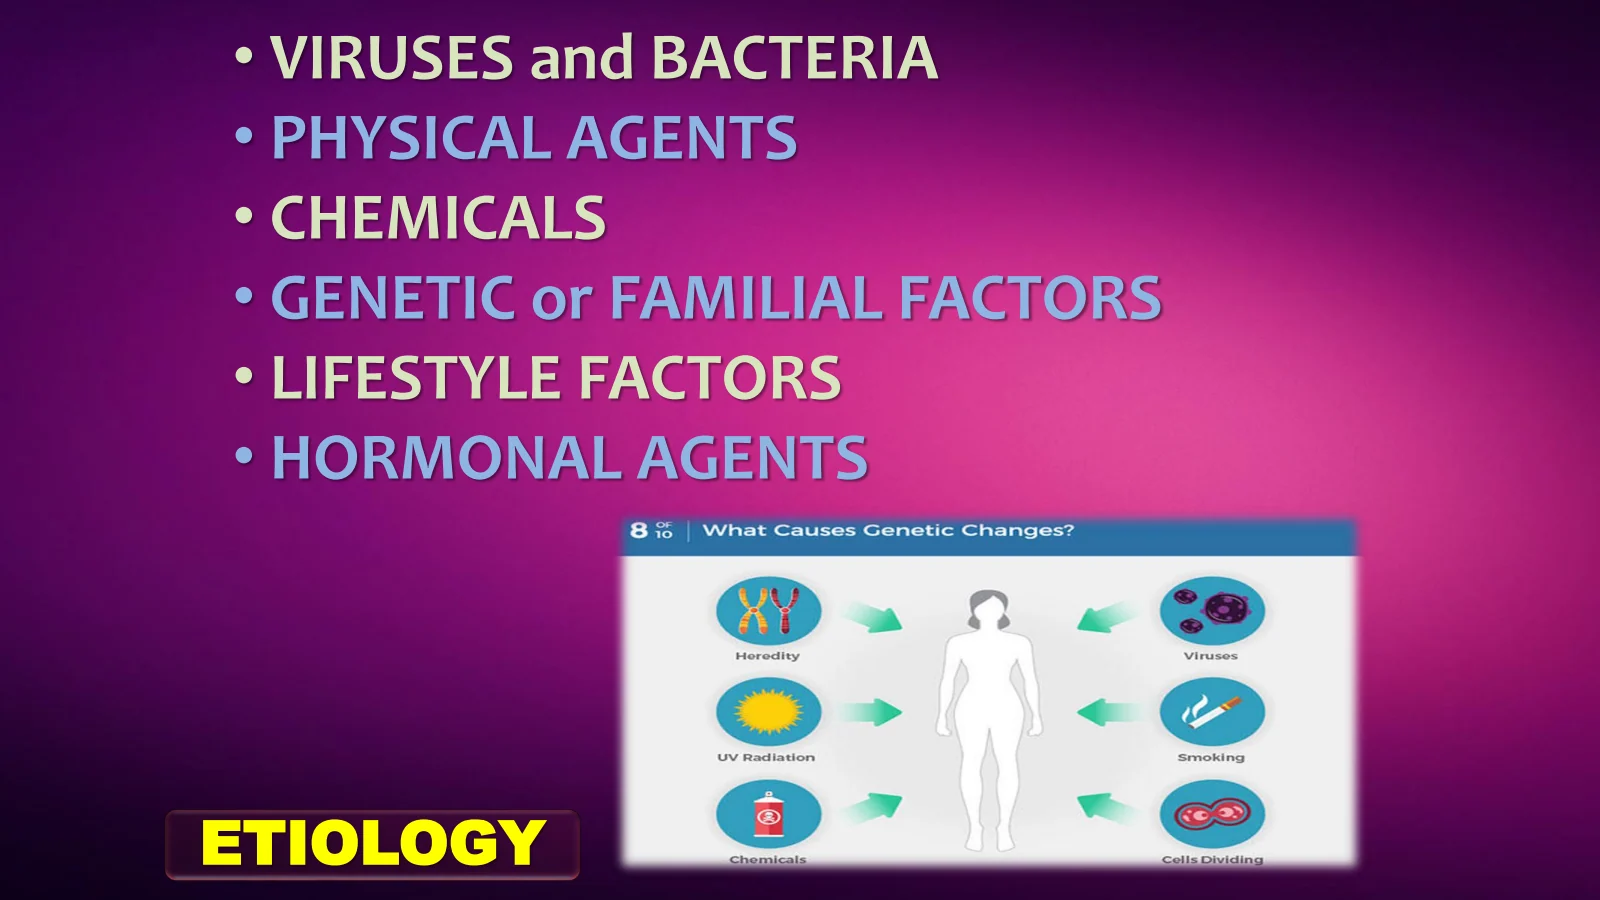 • VIRUSES and BACTERIA
• PHYSICAL AGENTS
• CHEMICALS
• GENETIC or FAMILIAL FACTORS
• LIFESTYLE FACTORS
• HORMONAL AGENTS
8 OF 10 | What Causes Genetic Changes?
Heredity
Viruses
UV Radiation
Smoking
Chemicals
Cells Dividing
ETIOLOGY